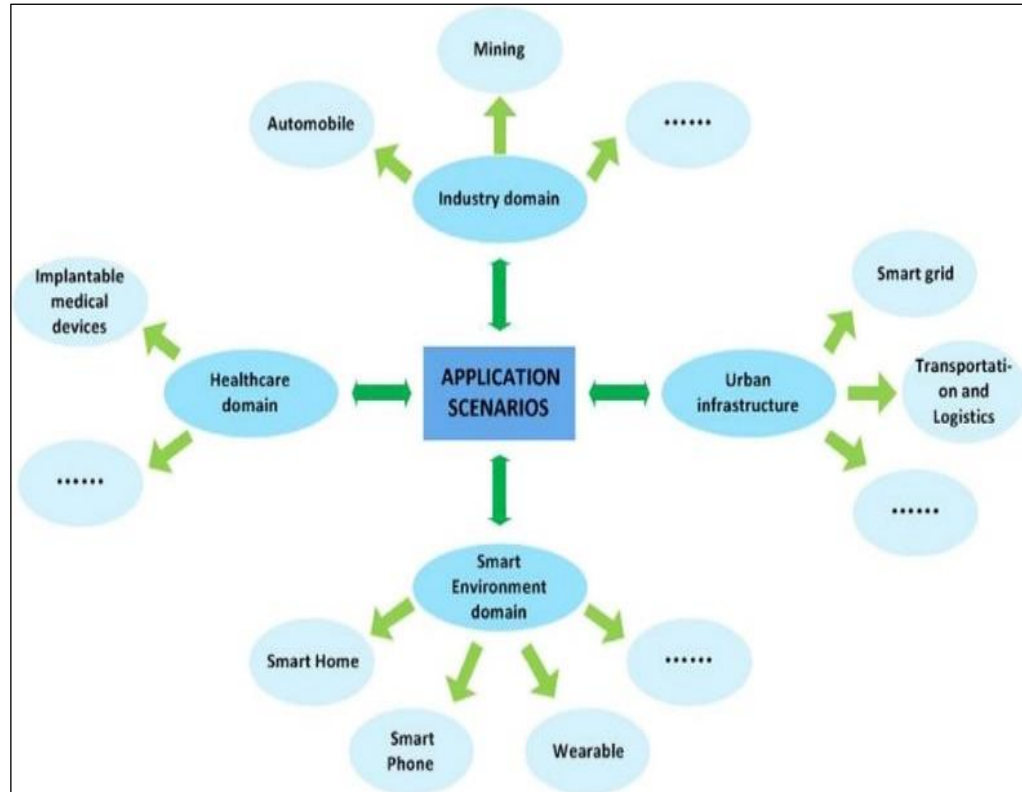 Mining
Automobile
••••••
Industry domain
Implantable
medical
devices
Smart grid
Healthcare
domain
APPLICATION
SCENARIOS
Urban
infrastructure
Transportati-
on and
Logistics
••••••
••••••
Smart
Environment
domain
Smart Home
••••••
Smart
Phone
Wearable